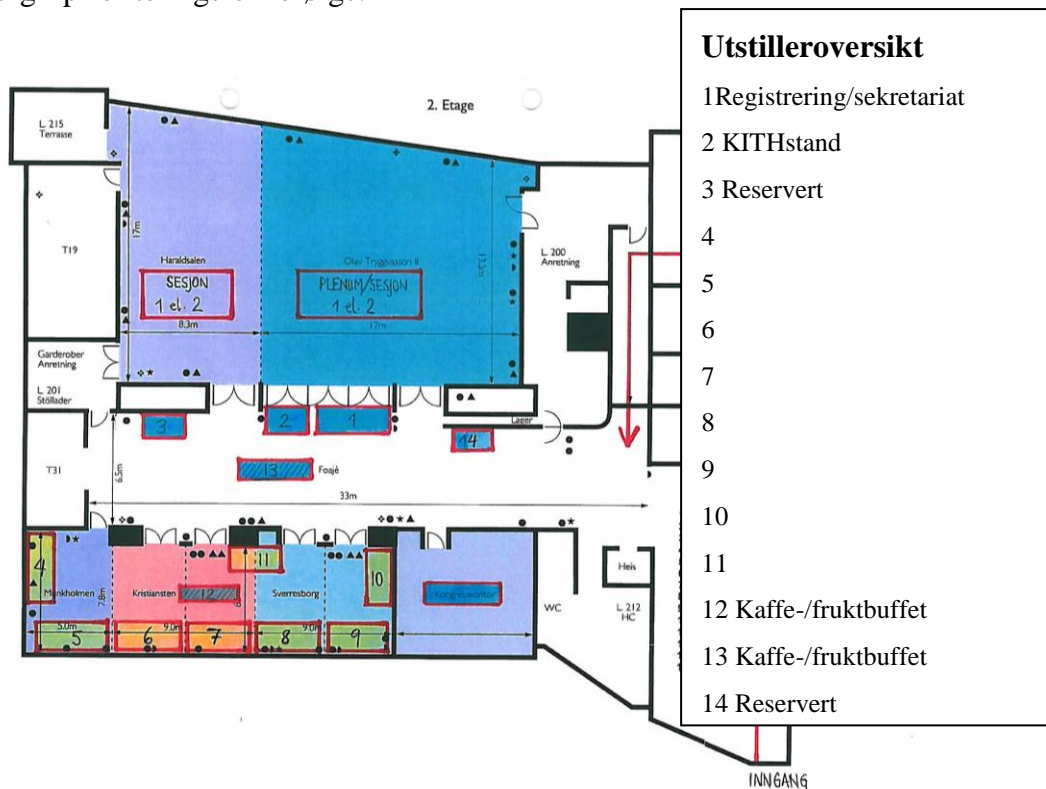 Utstilleroversikt
1Registrering/sekretariat
2 KITHstand
3 Reservert
4
5
6
7
8
9
10
11
12 Kaffe-/fruktbuffet
13 Kaffe-/fruktbuffet
14 Reservert
2. Etage
L 215
Terrasse
T19
17m
Haraldsalen
SESJON
1 el. 2
8.3m
Olav Tryggvasson II
PLENUM/SESJON
1 el. 2
17m
13.3m
L 200
Anretning
Garderober
Anretning
L 201
Stollader
T31
6.5m
3
2
1
14
Lager
13
Foajé
33m
4
Munkholmen
7.8m
5.0m
5
Kristiansten
12
11
9.0m
6
7
Sverresborg
10
9.0m
8
9
Kongresskontor
WC
Heis
L 212
HC
INNGANG